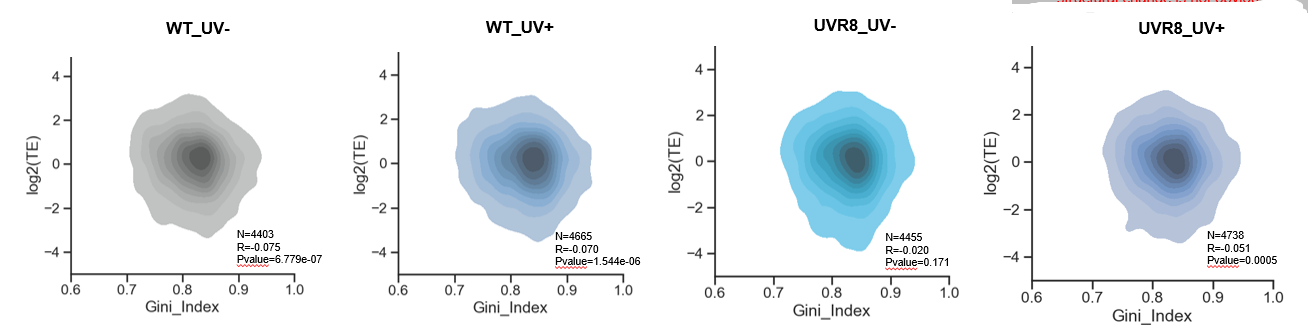 WT_UV-
4
2
0
−2
−4
log2(TE)
N=4403
R=-0.075
Pvalue=6.779e-07
0.6 0.7 0.8 0.9 1.0
Gini_Index
WT_UV+
4
2
0
−2
−4
log2(TE)
N=4665
R=-0.070
Pvalue=1.544e-06
0.6 0.7 0.8 0.9 1.0
Gini_Index
UVR8_UV-
4
2
0
−2
−4
log2(TE)
N=4455
R=-0.020
Pvalue=0.171
0.6 0.7 0.8 0.9 1.0
Gini_Index
UVR8_UV+
4
2
0
−2
−4
log2(TE)
N=4738
R=-0.051
Pvalue=0.0005
0.6 0.7 0.8 0.9 1.0
Gini_Index